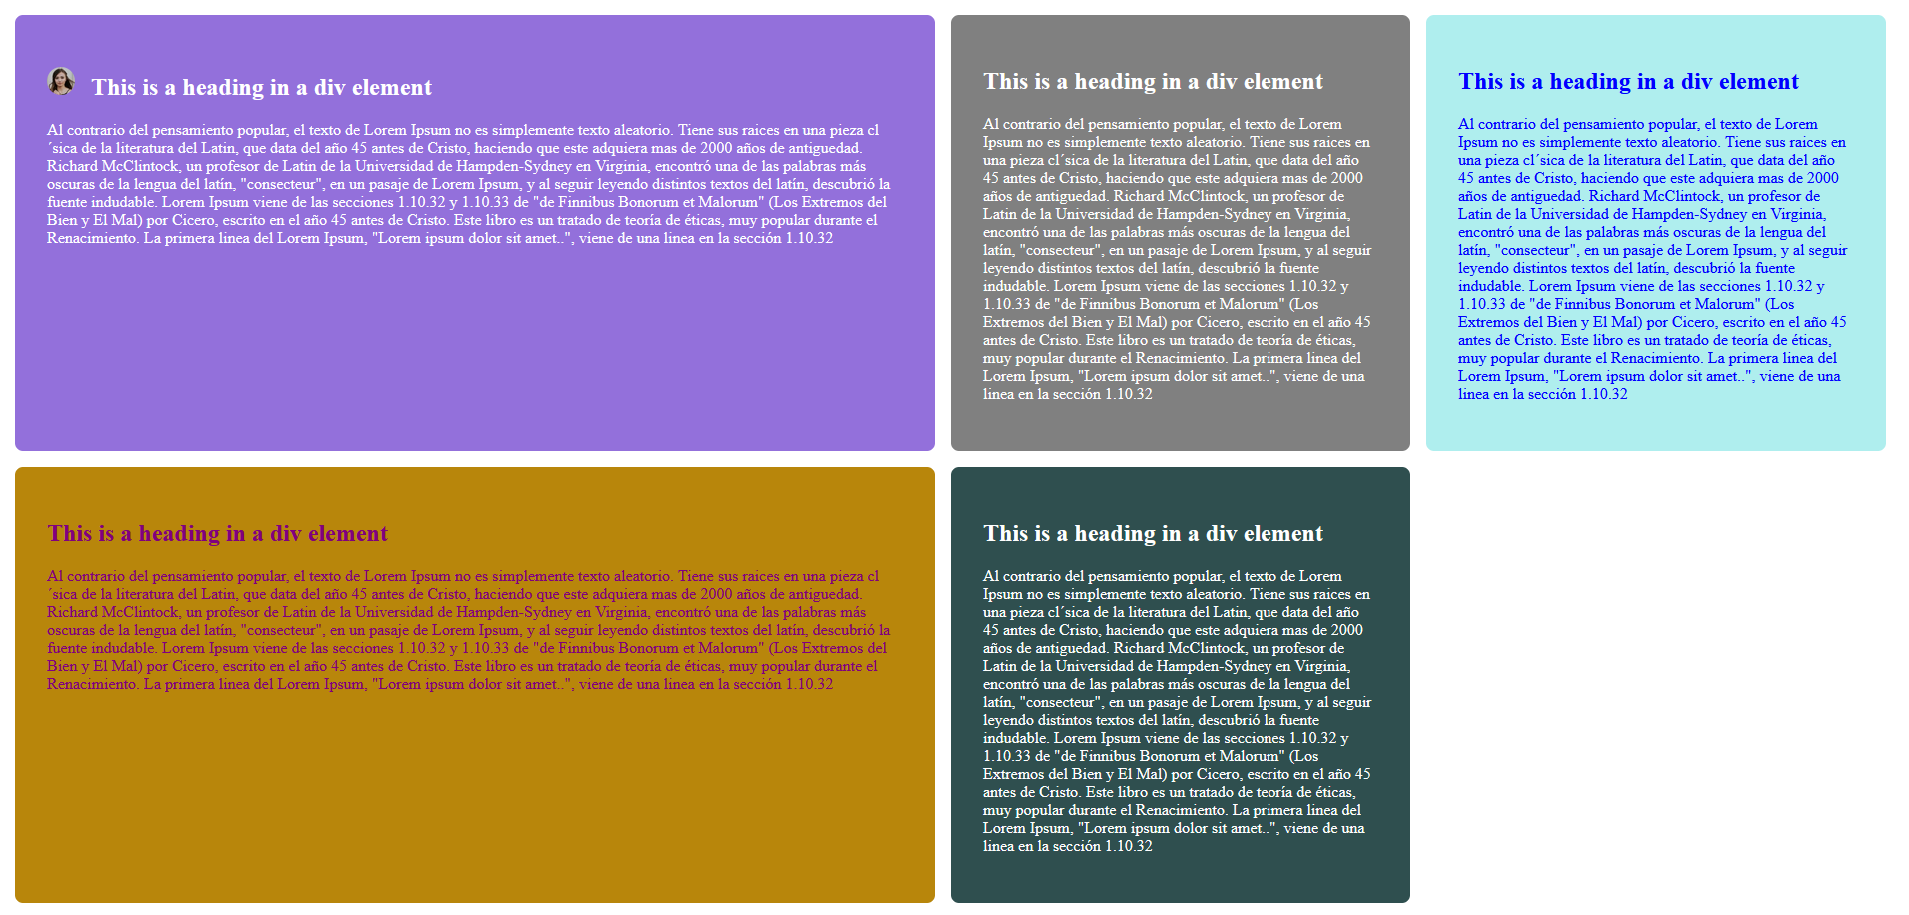 This is a heading in a div element
Al contrario del pensamiento popular, el texto de Lorem Ipsum no es simplemente texto aleatorio. Tiene sus raices en una pieza cl
´sica de la literatura del Latin, que data del año 45 antes de Cristo, haciendo que este adquiera mas de 2000 años de antiguedad.
Richard McClintock, un profesor de Latin de la Universidad de Hampden-Sydney en Virginia, encontró una de las palabras más
oscuras de la lengua del latín, "consecteur", en un pasaje de Lorem Ipsum, y al seguir leyendo distintos textos del latín, descubrió la
fuente indudable. Lorem Ipsum viene de las secciones 1.10.32 y 1.10.33 de "de Finnibus Bonorum et Malorum" (Los Extremos del
Bien y El Mal) por Cicero, escrito en el año 45 antes de Cristo. Este libro es un tratado de teoría de éticas, muy popular durante el
Renacimiento. La primera linea del Lorem Ipsum, "Lorem ipsum dolor sit amet..", viene de una linea en la sección 1.10.32
This is a heading in a div element
Al contrario del pensamiento popular, el texto de Lorem
Ipsum no es simplemente texto aleatorio. Tiene sus raices en
una pieza cl´sica de la literatura del Latin, que data del año
45 antes de Cristo, haciendo que este adquiera mas de 2000
años de antiguedad. Richard McClintock, un profesor de
Latin de la Universidad de Hampden-Sydney en Virginia,
encontró una de las palabras más oscuras de la lengua del
latín, "consecteur", en un pasaje de Lorem Ipsum, y al seguir
leyendo distintos textos del latín, descubrió la fuente
indudable. Lorem Ipsum viene de las secciones 1.10.32 y
1.10.33 de "de Finnibus Bonorum et Malorum" (Los
Extremos del Bien y El Mal) por Cicero, escrito en el año 45
antes de Cristo. Este libro es un tratado de teoría de éticas,
muy popular durante el Renacimiento. La primera linea del
Lorem Ipsum, "Lorem ipsum dolor sit amet..", viene de una
linea en la sección 1.10.32
This is a heading in a div element
Al contrario del pensamiento popular, el texto de Lorem
Ipsum no es simplemente texto aleatorio. Tiene sus raices en
una pieza cl´sica de la literatura del Latin, que data del año
45 antes de Cristo, haciendo que este adquiera mas de 2000
años de antiguedad. Richard McClintock, un profesor de
Latin de la Universidad de Hampden-Sydney en Virginia,
encontró una de las palabras más oscuras de la lengua del
latín, "consecteur", en un pasaje de Lorem Ipsum, y al seguir
leyendo distintos textos del latín, descubrió la fuente
indudable. Lorem Ipsum viene de las secciones 1.10.32 y
1.10.33 de "de Finnibus Bonorum et Malorum" (Los
Extremos del Bien y El Mal) por Cicero, escrito en el año 45
antes de Cristo. Este libro es un tratado de teoría de éticas,
muy popular durante el Renacimiento. La primera linea del
Lorem Ipsum, "Lorem ipsum dolor sit amet..", viene de una
linea en la sección 1.10.32
This is a heading in a div element
Al contrario del pensamiento popular, el texto de Lorem Ipsum no es simplemente texto aleatorio. Tiene sus raices en una pieza cl
´sica de la literatura del Latin, que data del año 45 antes de Cristo, haciendo que este adquiera mas de 2000 años de antiguedad.
Richard McClintock, un profesor de Latin de la Universidad de Hampden-Sydney en Virginia, encontró una de las palabras más
oscuras de la lengua del latín, "consecteur", en un pasaje de Lorem Ipsum, y al seguir leyendo distintos textos del latín, descubrió la
fuente indudable. Lorem Ipsum viene de las secciones 1.10.32 y 1.10.33 de "de Finnibus Bonorum et Malorum" (Los Extremos del
Bien y El Mal) por Cicero, escrito en el año 45 antes de Cristo. Este libro es un tratado de teoría de éticas, muy popular durante el
Renacimiento. La primera linea del Lorem Ipsum, "Lorem ipsum dolor sit amet..", viene de una linea en la sección 1.10.32
This is a heading in a div element
Al contrario del pensamiento popular, el texto de Lorem
Ipsum no es simplemente texto aleatorio. Tiene sus raices en
una pieza cl´sica de la literatura del Latin, que data del año
45 antes de Cristo, haciendo que este adquiera mas de 2000
años de antiguedad. Richard McClintock, un profesor de
Latin de la Universidad de Hampden-Sydney en Virginia,
encontró una de las palabras más oscuras de la lengua del
latín, "consecteur", en un pasaje de Lorem Ipsum, y al seguir
leyendo distintos textos del latín, descubrió la fuente
indudable. Lorem Ipsum viene de las secciones 1.10.32 y
1.10.33 de "de Finnibus Bonorum et Malorum" (Los
Extremos del Bien y El Mal) por Cicero, escrito en el año 45
antes de Cristo. Este libro es un tratado de teoría de éticas,
muy popular durante el Renacimiento. La primera linea del
Lorem Ipsum, "Lorem ipsum dolor sit amet..", viene de una
linea en la sección 1.10.32